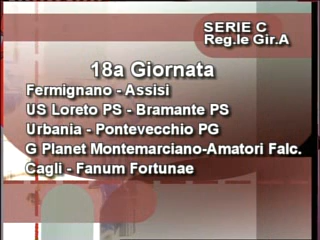 SERIE C
Reg.le Gir.A
18a Giornata
Fermignano - Assisi
US Loreto PS - Bramante PS
Urbania - Pontevecchio PG
G Planet Montemarciano-Amatori Falc.
Cagli - Fanum Fortunae